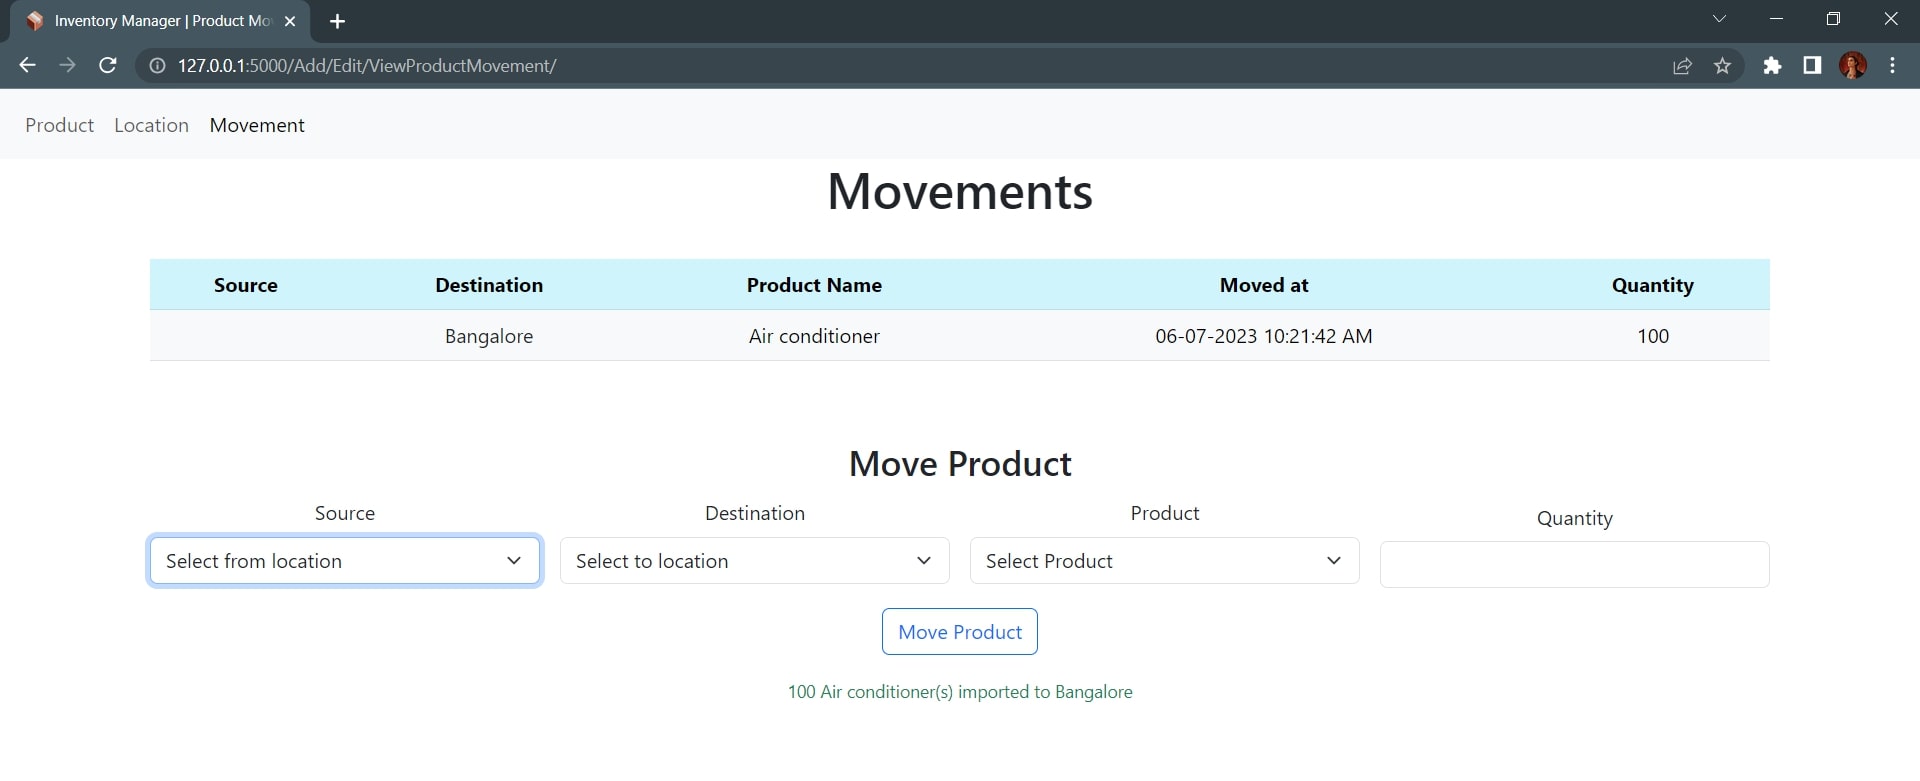 Inventory Manager | Product Mo
127.0.0.1:5000/Add/Edit/ViewProductMovement/
Product Location Movement
Movements
Source Destination Product Name Moved at Quantity
Bangalore Air conditioner 06-07-2023 10:21:42 AM 100
Move Product
Source Destination Product Quantity
Select from location Select to location Select Product
Move Product
100 Air conditioner(s) imported to Bangalore